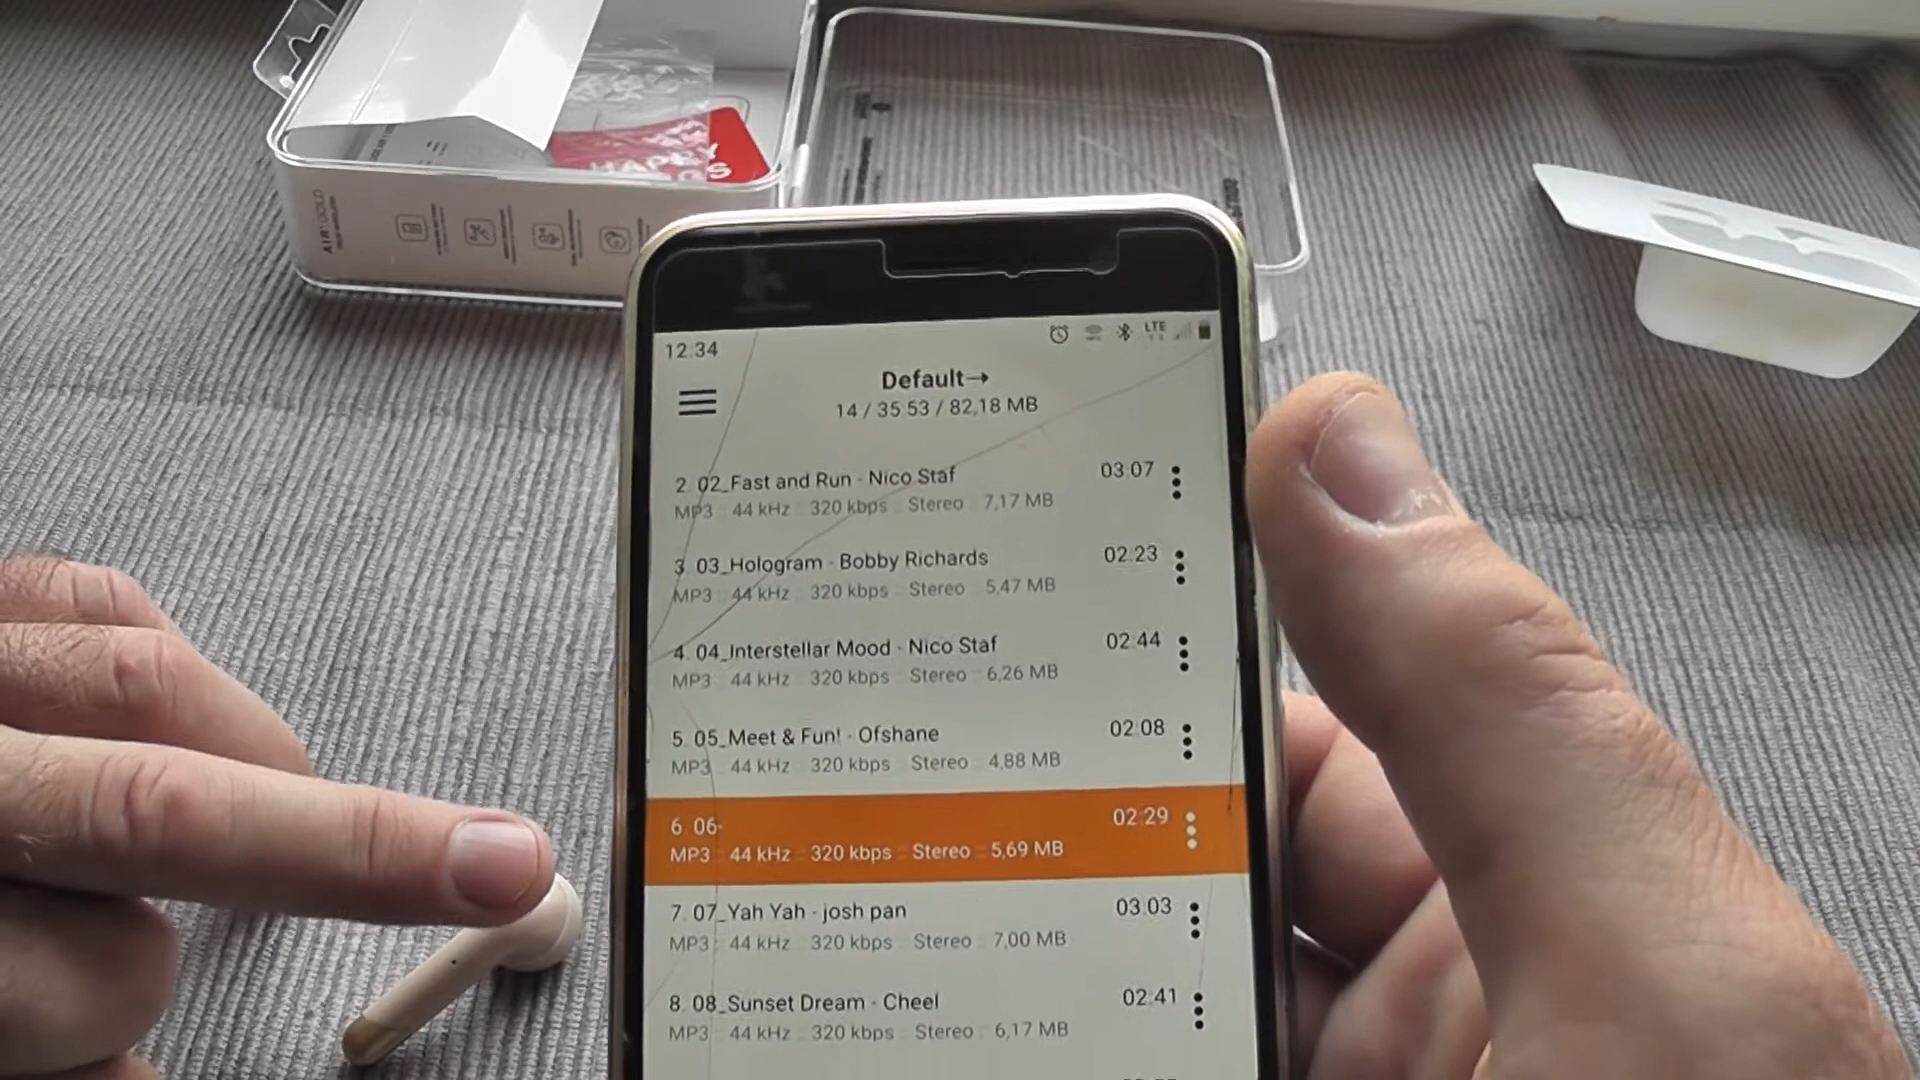 HAPPY
AIR1 GOLD
12:34
LTE
Default→
14 / 35:53 / 82,18 MB
2. 02_Fast and Run - Nico Staf
03:07
MP3 44 kHz 320 kbps Stereo 7,17 MB
3. 03_Hologram - Bobby Richards
02:23
MP3 44 kHz 320 kbps Stereo 5,47 MB
4. 04_Interstellar Mood - Nico Staf
02:44
MP3 44 kHz 320 kbps Stereo 6,26 MB
5. 05_Meet & Fun! - Ofshane
02:08
MP3 44 kHz 320 kbps Stereo 4,88 MB
6. 06-
02:29
MP3 44 kHz 320 kbps Stereo 5,69 MB
7. 07_Yah Yah - josh pan
03:03
MP3 44 kHz 320 kbps Stereo 7,00 MB
8. 08_Sunset Dream - Cheel
02:41
MP3 44 kHz 320 kbps Stereo 6,17 MB